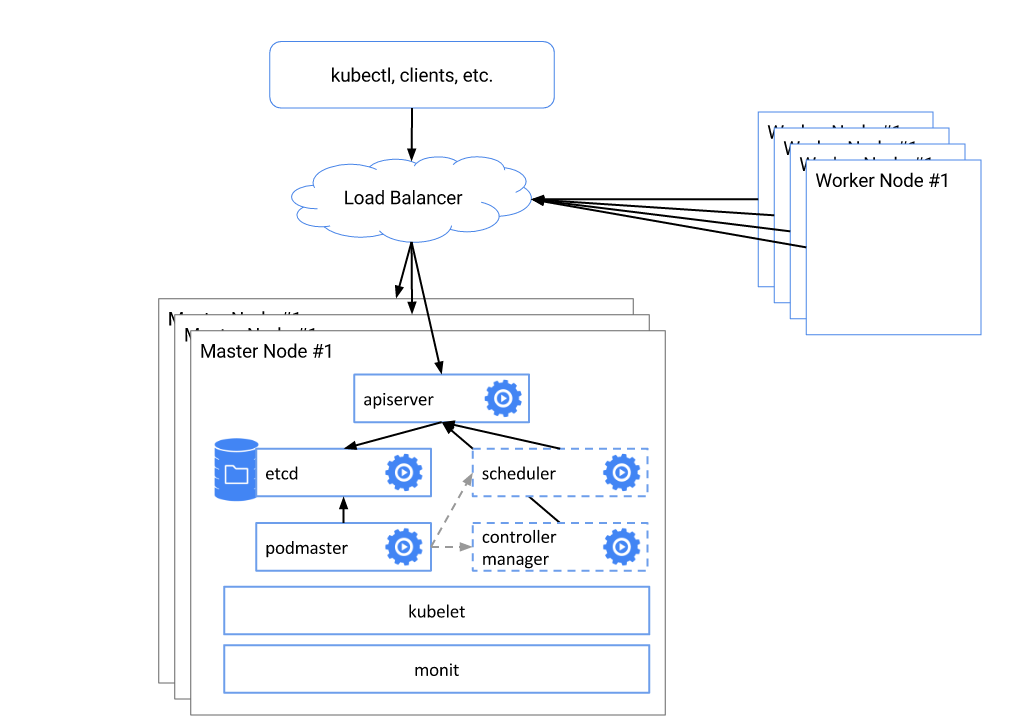 kubectl, clients, etc.
Load Balancer
Worker Node #1
Master Node #1
apiserver
etcd
scheduler
podmaster
controller
manager
kubelet
monit